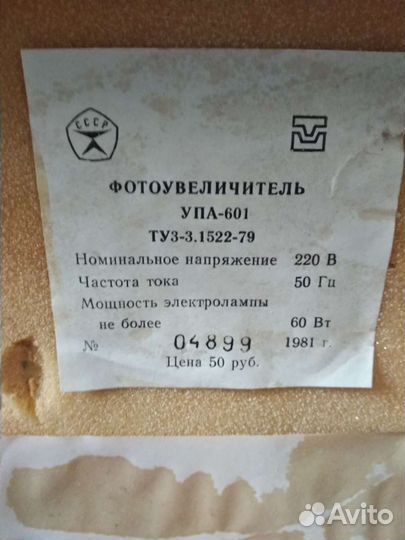 СССР
ФОТОУВЕЛИЧИТЕЛЬ
УПА-601
ТУ3-3.1522-79
Номинальное напряжение 220 В
Частота тока 50 Гц
Мощность электролампы
не более 60 Вт
№ 04899 1981 г.
Цена 50 руб.
Avito